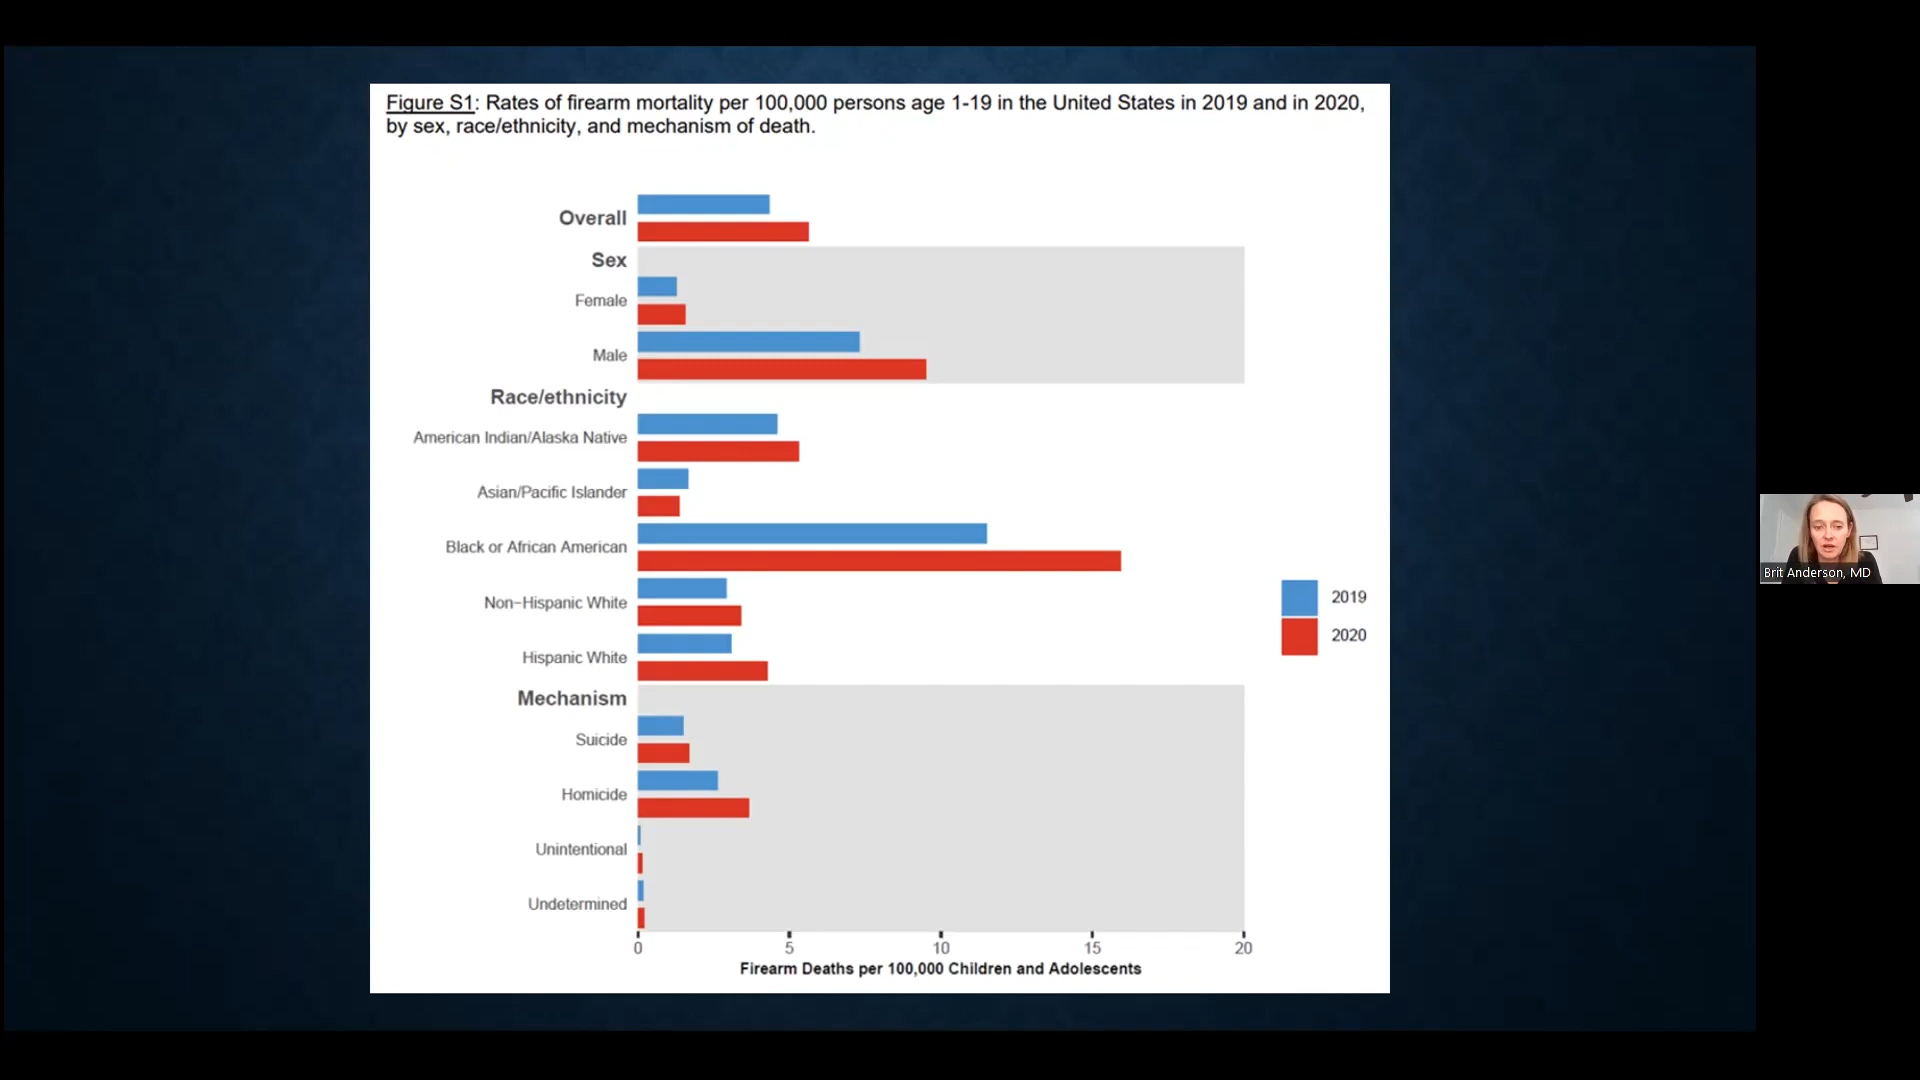 Figure S1: Rates of firearm mortality per 100,000 persons age 1-19 in the United States in 2019 and in 2020,
by sex, race/ethnicity, and mechanism of death.
Overall
Sex
Female
Male
Race/ethnicity
American Indian/Alaska Native
Asian/Pacific Islander
Black or African American
Non−Hispanic White
Hispanic White
Mechanism
Suicide
Homicide
Unintentional
Undetermined
0 5 10 15 20
Firearm Deaths per 100,000 Children and Adolescents
2019
2020
Brit Anderson, MD